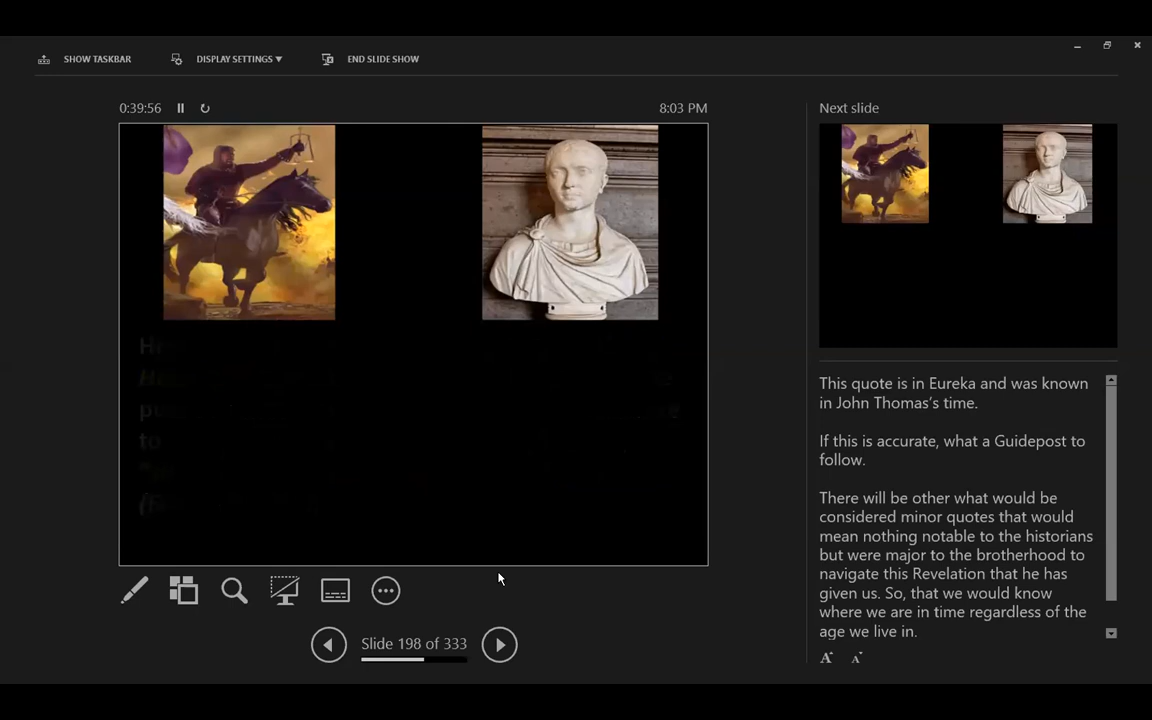 SHOW TASKBAR
DISPLAY SETTINGS ▼
END SLIDE SHOW
0:39:56
8:03 PM
Next slide
This quote is in Eureka and was known
in John Thomas's time.
If this is accurate, what a Guidepost to
follow.
There will be other what would be
considered minor quotes that would
mean nothing notable to the historians
but were major to the brotherhood to
navigate this Revelation that he has
given us. So, that we would know
where we are in time regardless of the
age we live in.
to
Slide 198 of 333
A A